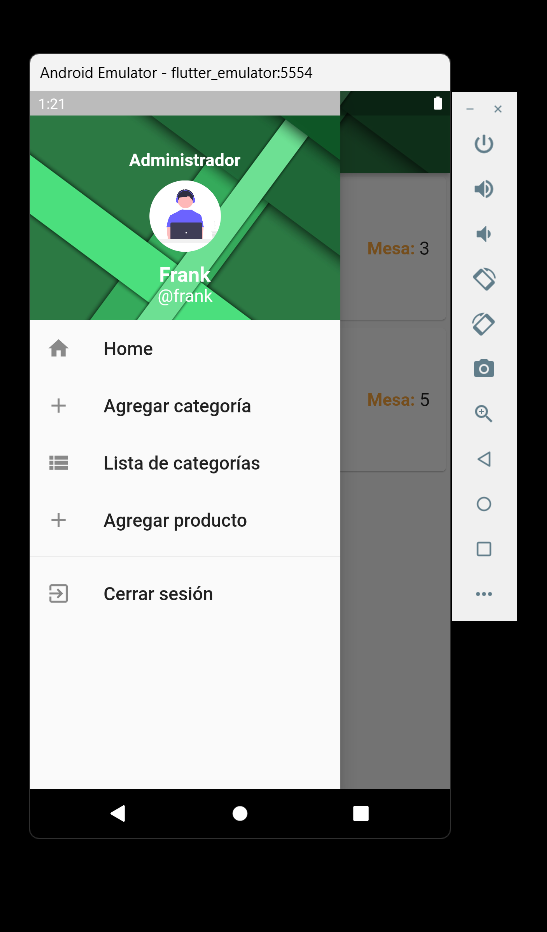 Android Emulator - flutter_emulator:5554
1:21
Administrador
Frank
@frank
Mesa: 3
Home
Agregar categoría
Mesa: 5
Lista de categorías
Agregar producto
Cerrar sesión